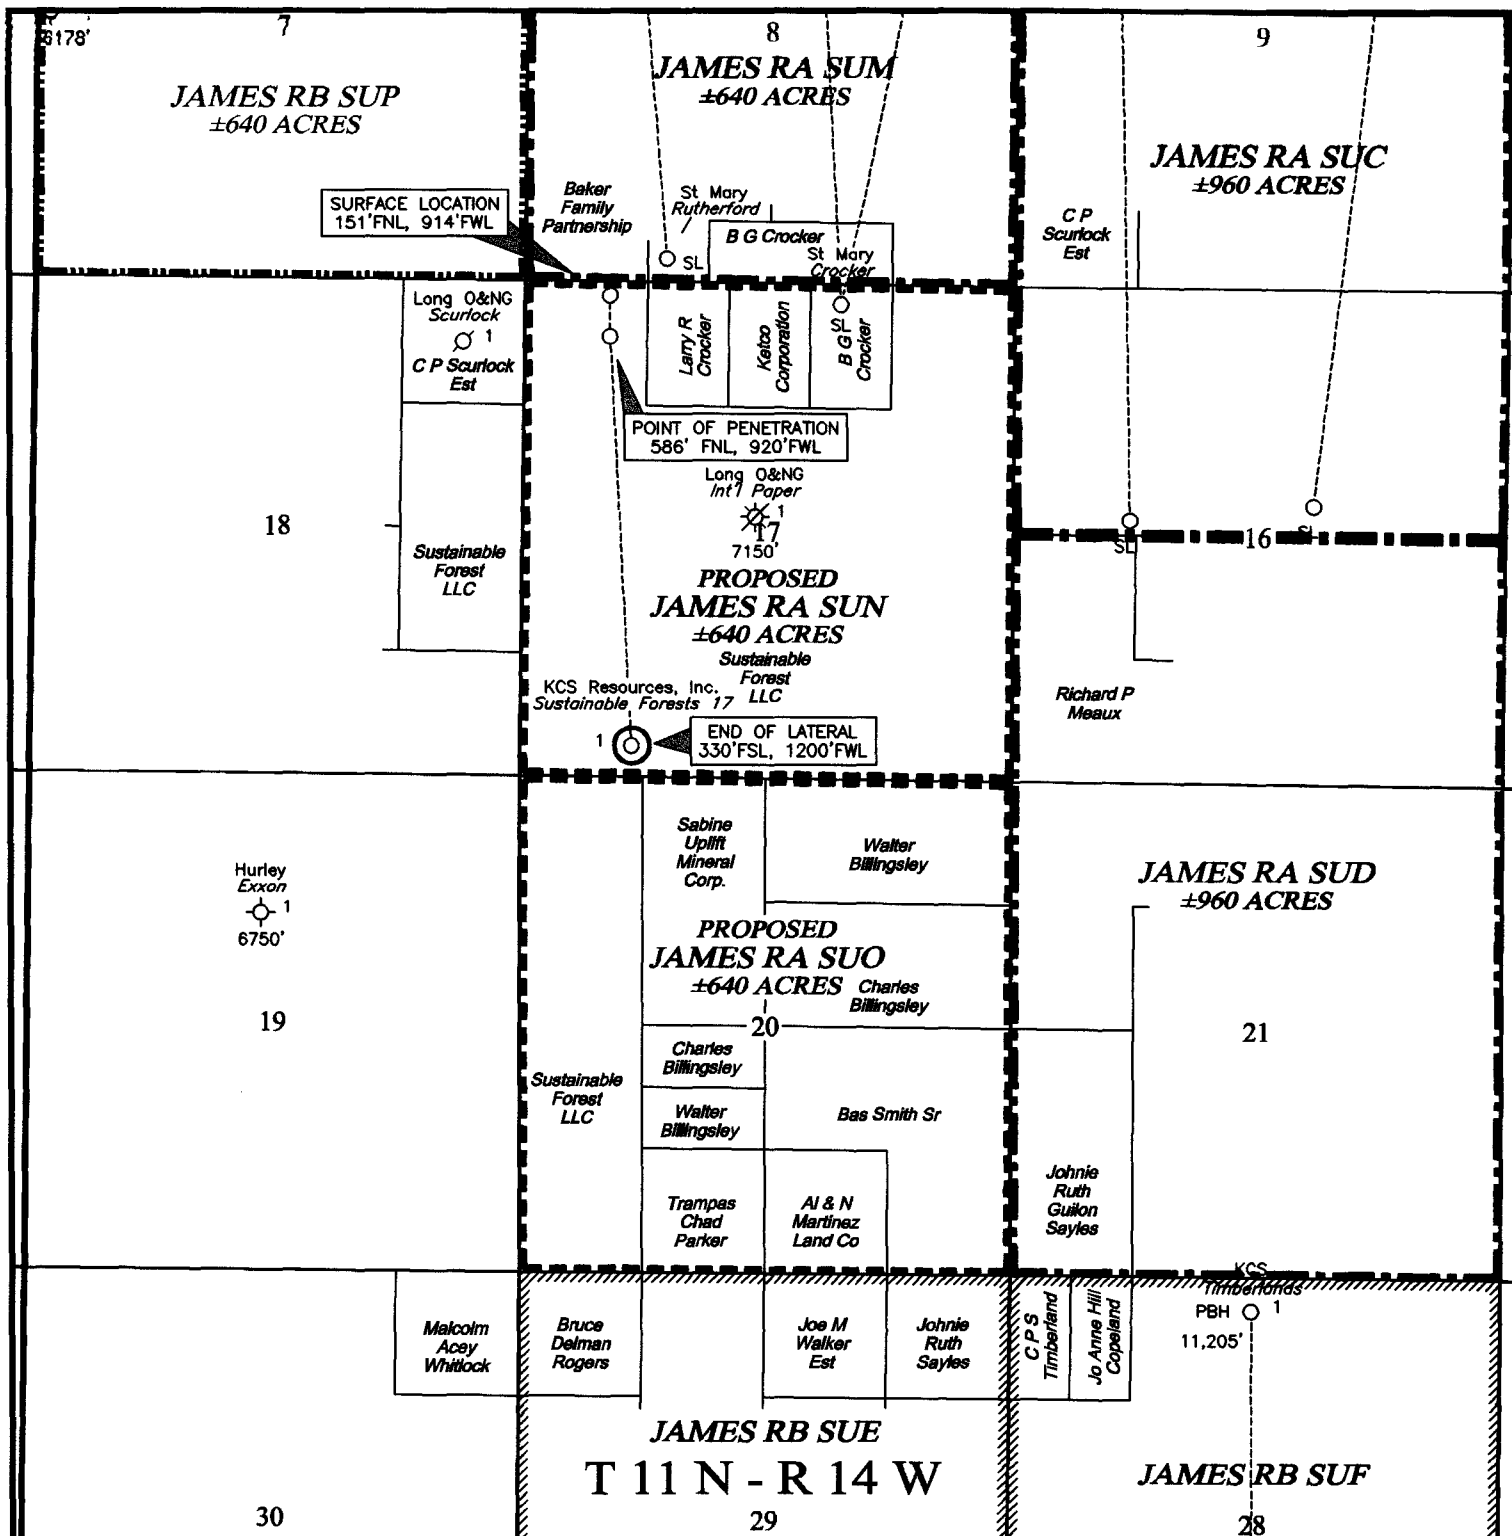 6178'
7
JAMES RB SUP
±640 ACRES
8
JAMES RA SUM
±640 ACRES
9
JAMES RA SUC
±960 ACRES
SURFACE LOCATION
151'FNL, 914'FWL
Baker
Family
Partnership
St Mary
Rutherford
SL
B G Crocker
St Mary
Crocker
C P
Scurlock
Est
Long O&NG
Scurlock
1
C P Scurlock
Est
Larry R
Crocker
Ketco
Corporation
SL
B G
Crocker
POINT OF PENETRATION
586' FNL, 920'FWL
Long O&NG
Int'l Paper
1
17
7150'
18
Sustainable
Forest
LLC
16
SL
SL
PROPOSED
JAMES RA SUN
±640 ACRES
Sustainable
Forest
LLC
KCS Resources, Inc.
Sustainable Forests 17
1
END OF LATERAL
330'FSL, 1200'FWL
Richard P
Meaux
Sabine
Uplift
Mineral
Corp.
Walter
Billingsley
Hurley
Exxon
1
6750'
PROPOSED
JAMES RA SUO
±640 ACRES
Charles
Billingsley
JAMES RA SUD
±960 ACRES
19
20
21
Sustainable
Forest
LLC
Charles
Billingsley
Walter
Billingsley
Bas Smith Sr
Trampas
Chad
Parker
Al & N
Martinez
Land Co
Johnie
Ruth
Guilon
Sayles
KCS
Timberlands
PBH
1
11,205'
Malcolm
Acey
Whitlock
Bruce
Delman
Rogers
Joe M
Walker
Est
Johnie
Ruth
Sayles
C P S
Timberland
Jo Anne Hill
Copeland
JAMES RB SUE
T 11 N - R 14 W
JAMES RB SUF
30
29
28